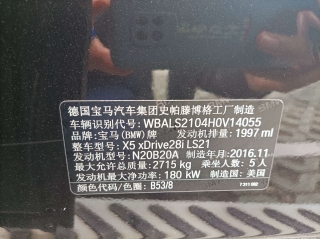 德国宝马汽车集团史帕滕博格工厂制造
车辆识别代号: WBALS2104H0V14055
品牌: 宝马(BMW)牌 发动机排量: 1997 ml
整车型号: X5 xDrive28i LS21
发动机型号: N20B20A 制造年月: 2016.11
最大允许总质量: 2715 kg 乘坐人数: 5 人
发动机最大净功率: 180 kW 制造国: 美国
颜色代码/色圈: B53/8